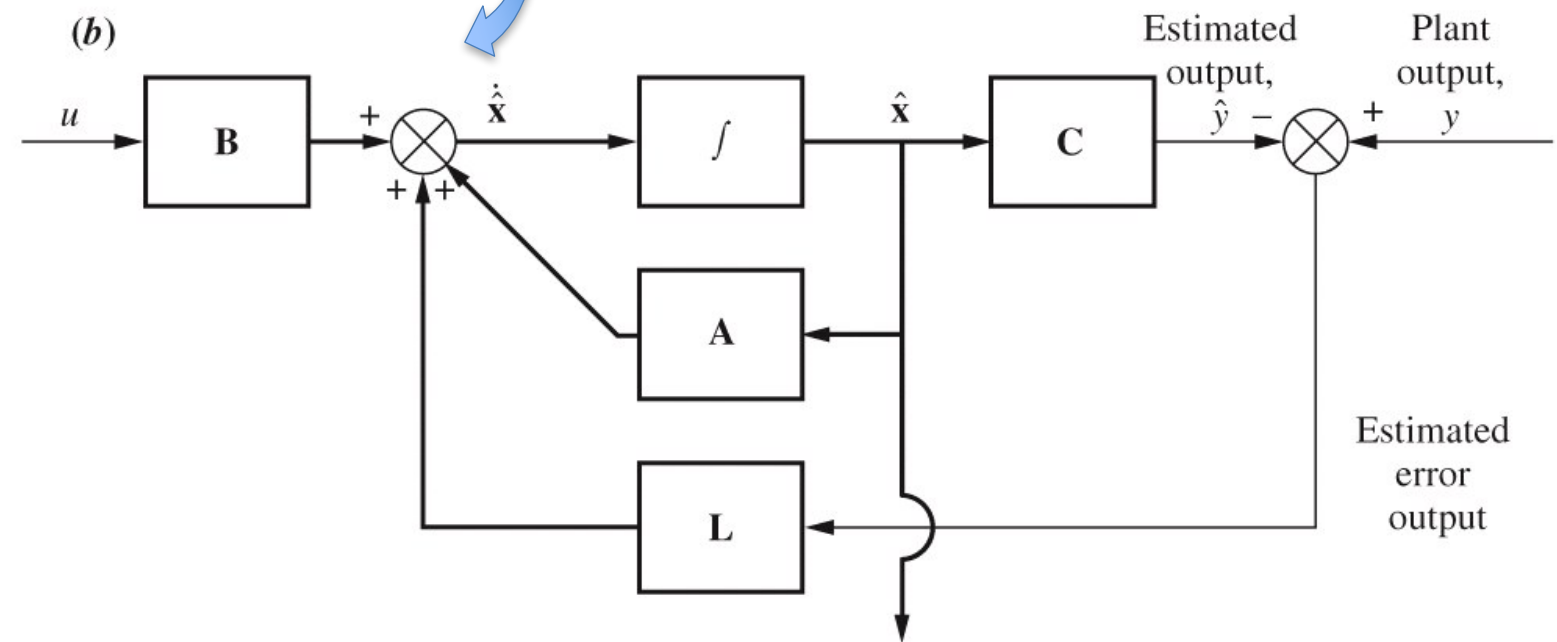 (b)
Estimated
output,
Plant
output,
u
B
+
+ +
ẋ̂
∫
x̂
C
ŷ
−
+
y
A
L
Estimated
error
output